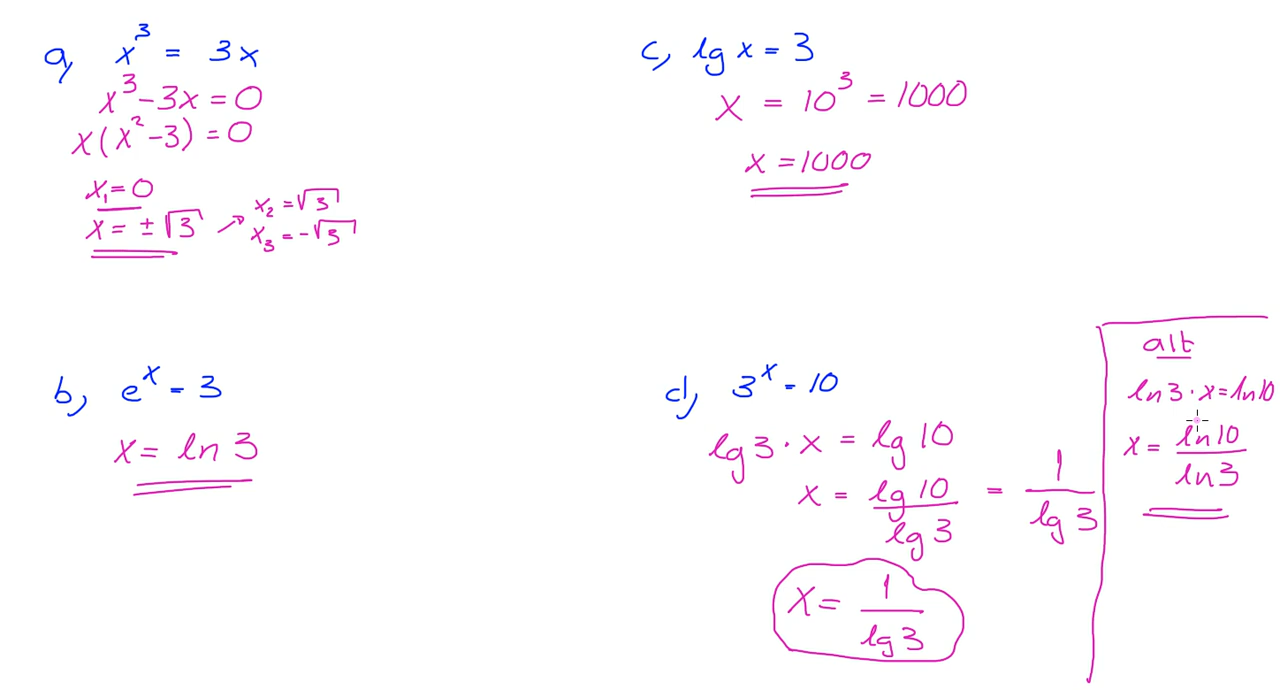 a, x³ = 3x
x³ - 3x = 0
x(x² - 3) = 0
x₁ = 0
x = ± √3 → x₂ = √3
x₃ = -√3
b, eˣ = 3
x = ln 3
c, lg x = 3
x = 10³ = 1000
x = 1000
d, 3ˣ = 10
lg 3 · x = lg 10
x = lg 10 / lg 3 = 1 / lg 3
x = 1 / lg 3
alt
ln 3 · x = ln 10
x = ln 10 / ln 3